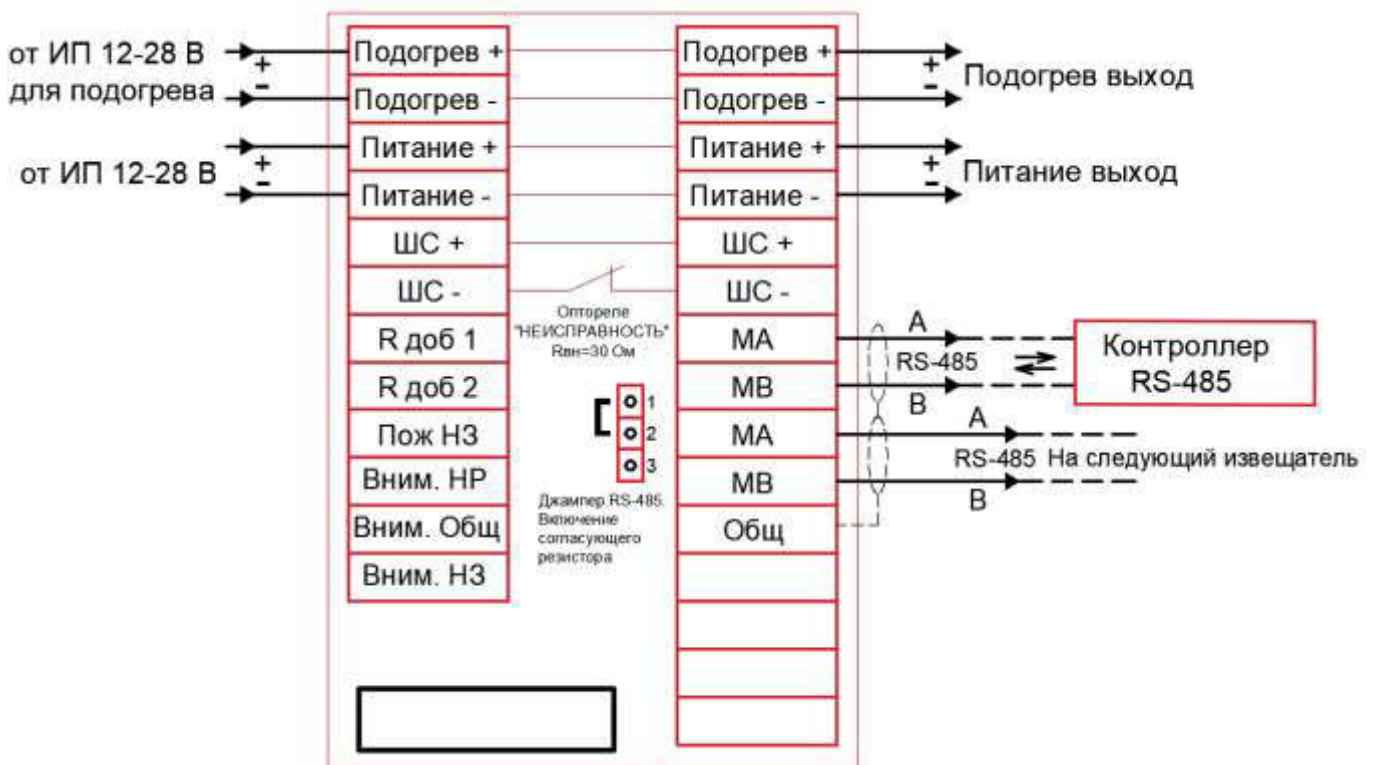 от ИП 12-28 В
+
-
для подогрева
от ИП 12-28 В
+
-
Подогрев +
Подогрев -
Питание +
Питание -
ШС +
ШС -
R доб 1
R доб 2
Пож НЗ
Вним. НР
Вним. Общ
Вним. НЗ
Оптореле
"НЕИСПРАВНОСТЬ"
Rвн=30 Ом
1
2
3
Джампер RS-485.
Включение
согласующего
резистора
Подогрев +
Подогрев -
Питание +
Питание -
ШС +
ШС -
МА
МВ
МА
МВ
Общ
+
-
Подогрев выход
+
-
Питание выход
А
RS-485
В
Контроллер
RS-485
А
RS-485 На следующий извещатель
В